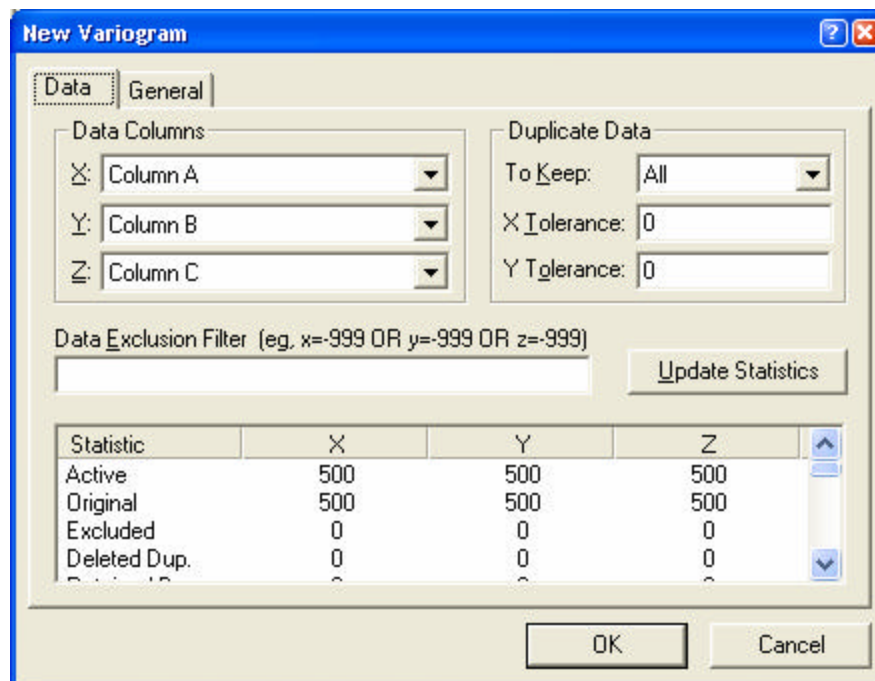 New Variogram
Data General
Data Columns
X: Column A
Y: Column B
Z: Column C
Duplicate Data
To Keep: All
X Tolerance: 0
Y Tolerance: 0
Data Exclusion Filter (eg, x=-999 OR y=-999 OR z=-999)
Update Statistics
Statistic X Y Z
Active 500 500 500
Original 500 500 500
Excluded 0 0 0
Deleted Dup. 0 0 0
OK Cancel